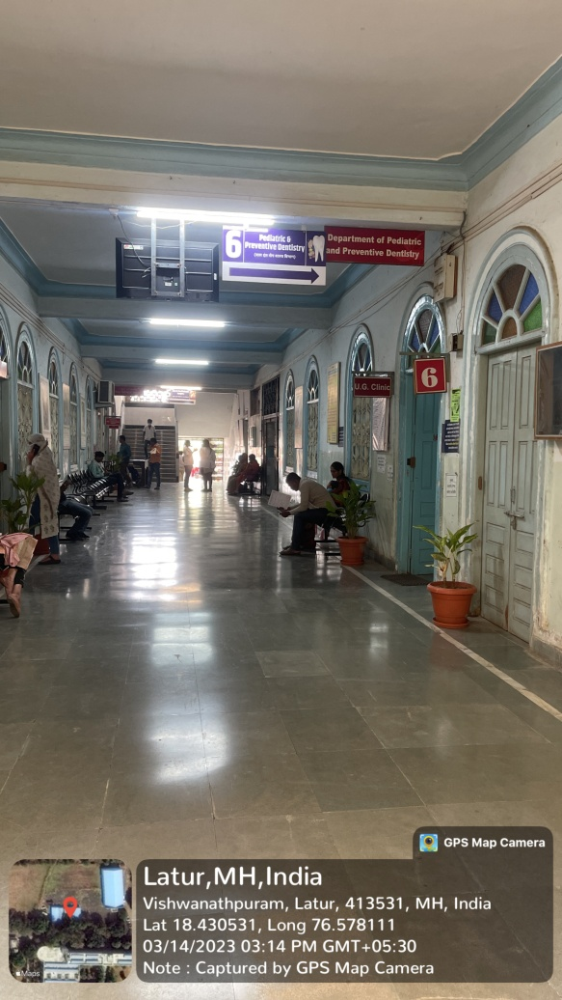 6
Pediatric &
Preventive Dentistry
Department of Pediatric
and Preventive Dentistry
U.G. Clinic
6
GPS Map Camera
Latur,MH,India
Vishwanathpuram, Latur, 413531, MH, India
Lat 18.430531, Long 76.578111
03/14/2023 03:14 PM GMT+05:30
Note : Captured by GPS Map Camera
Maps